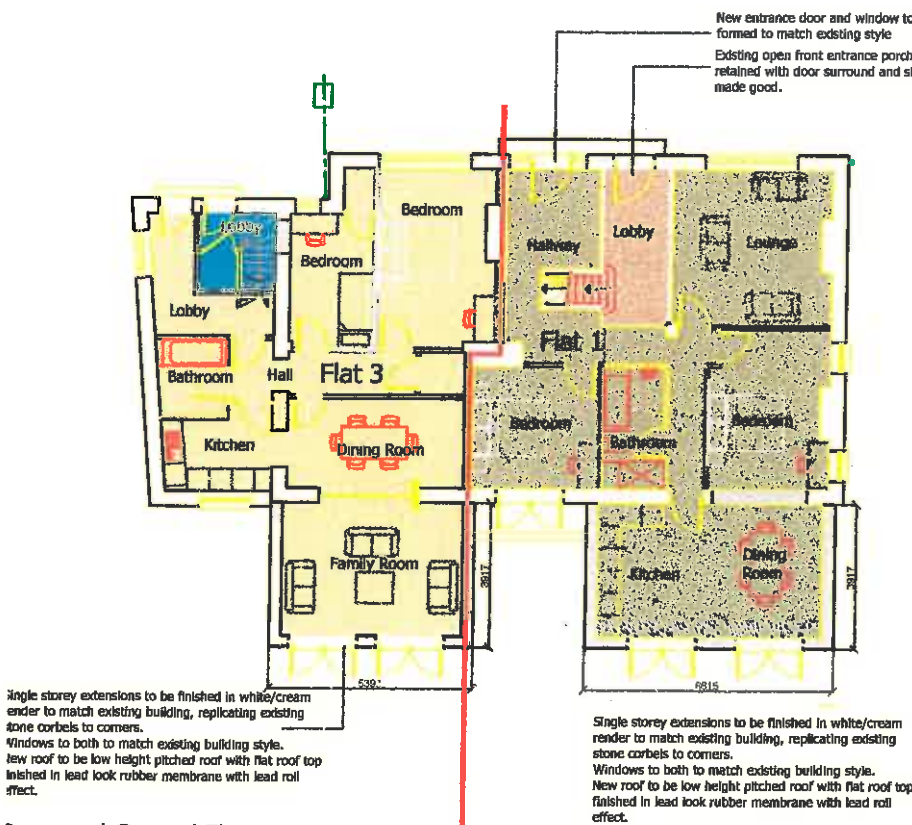 New entrance door and window to
formed to match existing style
Existing open front entrance porch
retained with door surround and
made good.
Bedroom
LOBBY
Bedroom
Hallway
Lobby
Lounge
Lobby
Flat 1
Bathroom
Hall
Flat 3
Bedroom
Bathroom
Bedroom
Kitchen
Dining Room
Family Room
Kitchen
Dining
Room
3917
3917
539
6815
ingle storey extensions to be finished in white/cream
ender to match existing building, replicating existing
tone corbels to corners.
Windows to both to match existing building style.
lew roof to be low height pitched roof with flat roof top
inished in lead look rubber membrane with lead roll
effect.
Single storey extensions to be finished in white/cream
render to match existing building, replicating existing
stone corbels to corners.
Windows to both to match existing building style.
New roof to be low height pitched roof with flat roof top
finished in lead look rubber membrane with lead roll
effect.